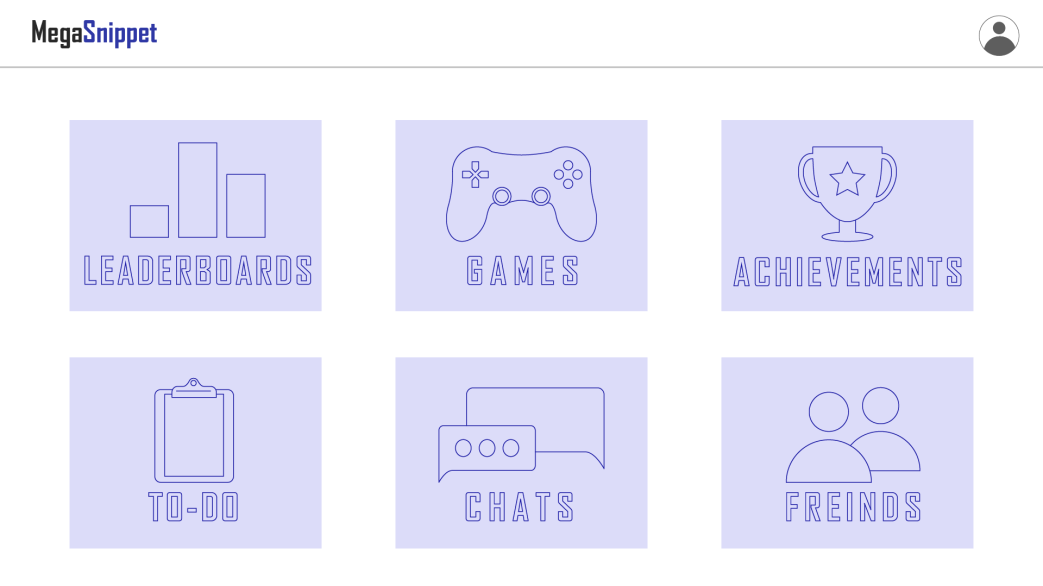 MegaSnippet
LEADERBOARDS
GAMES
ACHIEVEMENTS
TO-DO
CHATS
FREINDS